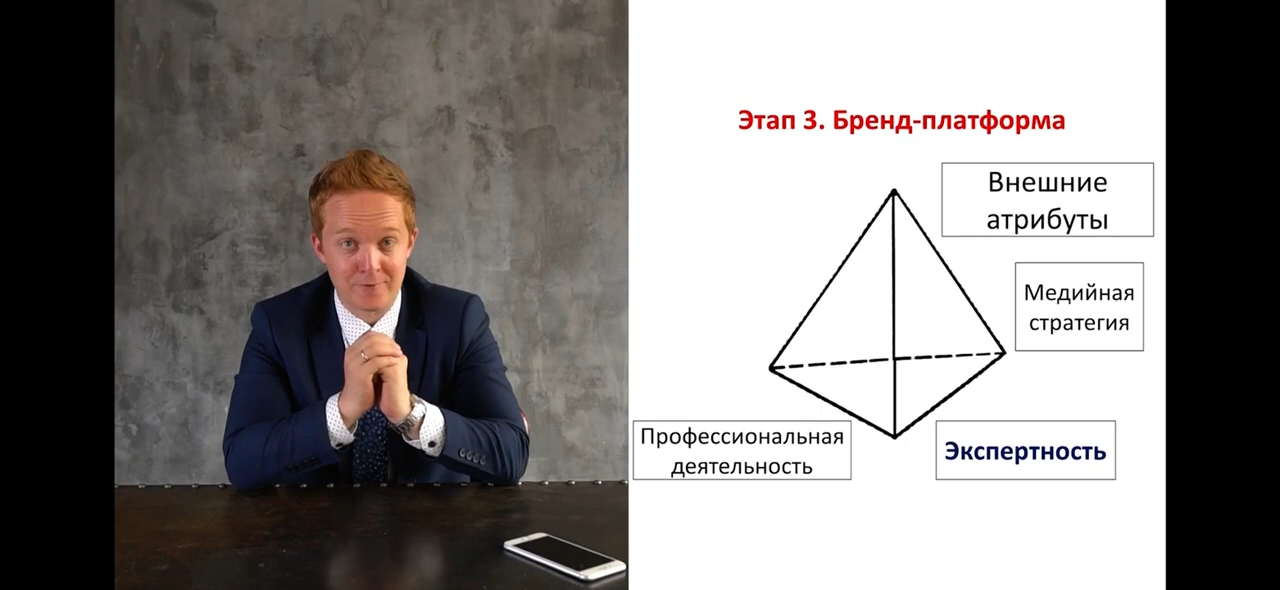 Этап 3. Бренд-платформа
Внешние
атрибуты
Медийная
стратегия
Профессиональная
деятельность
Экспертность